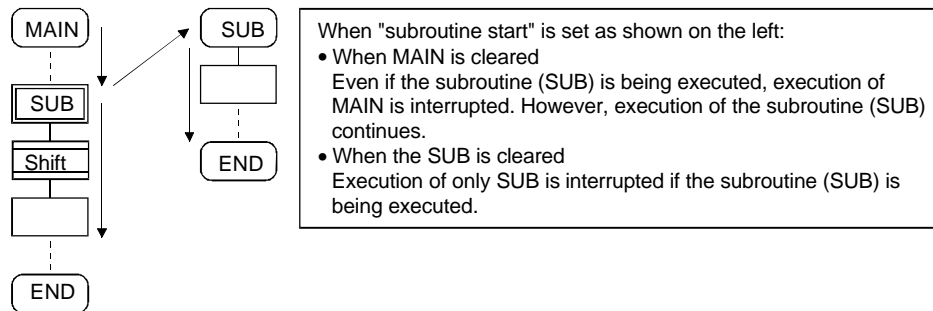 MAIN
SUB
SUB
Shift
END
END
When "subroutine start" is set as shown on the left:
• When MAIN is cleared
Even if the subroutine (SUB) is being executed, execution of
MAIN is interrupted. However, execution of the subroutine (SUB)
continues.
• When the SUB is cleared
Execution of only SUB is interrupted if the subroutine (SUB) is
being executed.